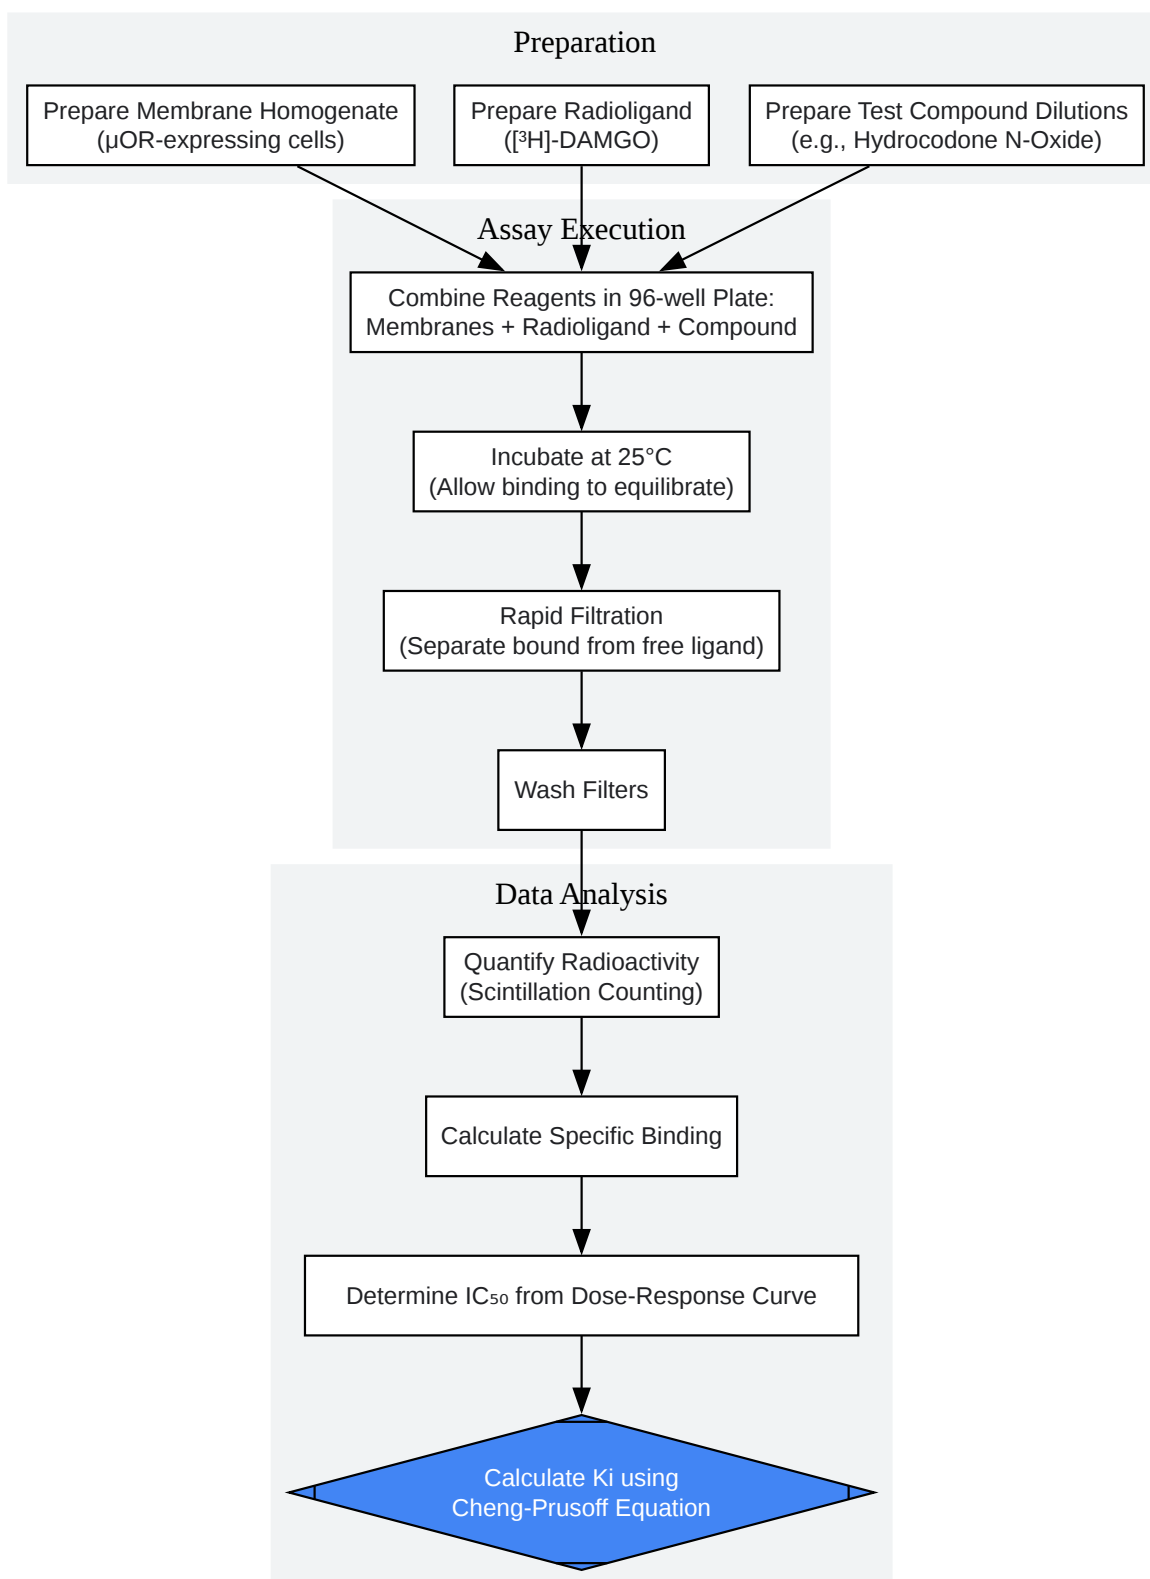 Preparation
Prepare Membrane Homogenate
(μOR-expressing cells)
Prepare Radioligand
([³H]-DAMGO)
Prepare Test Compound Dilutions
(e.g., Hydrocodone N-Oxide)
Assay Execution
Combine Reagents in 96-well Plate:
Membranes + Radioligand + Compound
Incubate at 25°C
(Allow binding to equilibrate)
Rapid Filtration
(Separate bound from free ligand)
Wash Filters
Data Analysis
Quantify Radioactivity
(Scintillation Counting)
Calculate Specific Binding
Determine IC₅₀ from Dose-Response Curve
Calculate Ki using
Cheng-Prusoff Equation